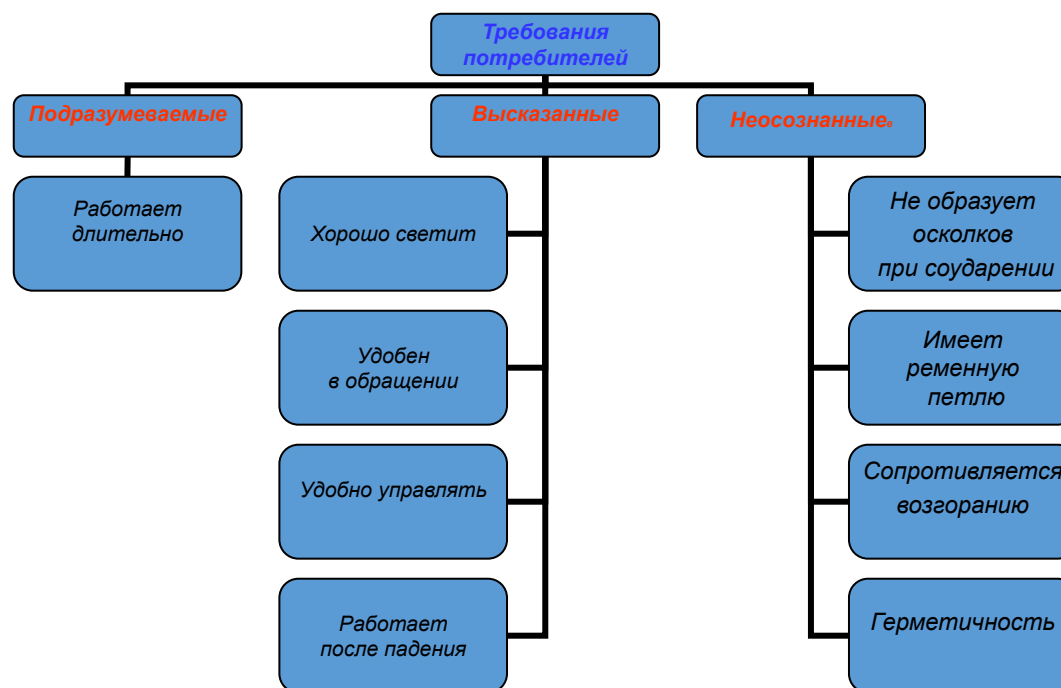 Требования
потребителей
Подразумеваемые
Высказанные
Неосознанныее
Работает
длительно
Хорошо светит
Удобен
в обращении
Удобно управлять
Работает
после падения
Не образует
осколков
при соударении
Имеет
ременную
петлю
Сопротивляется
возгоранию
Герметичность